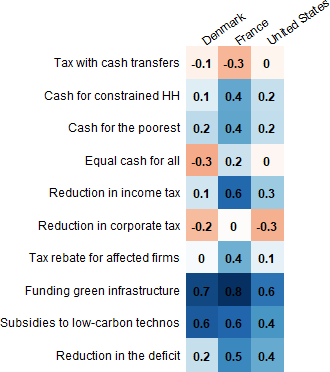 Denmark France United States
Tax with cash transfers -0.1 -0.3 0
Cash for constrained HH 0.1 0.4 0.2
Cash for the poorest 0.2 0.4 0.2
Equal cash for all -0.3 0.2 0
Reduction in income tax 0.1 0.6 0.3
Reduction in corporate tax -0.2 0 -0.3
Tax rebate for affected firms 0 0.4 0.1
Funding green infrastructure 0.7 0.8 0.6
Subsidies to low-carbon technos 0.6 0.6 0.4
Reduction in the deficit 0.2 0.5 0.4